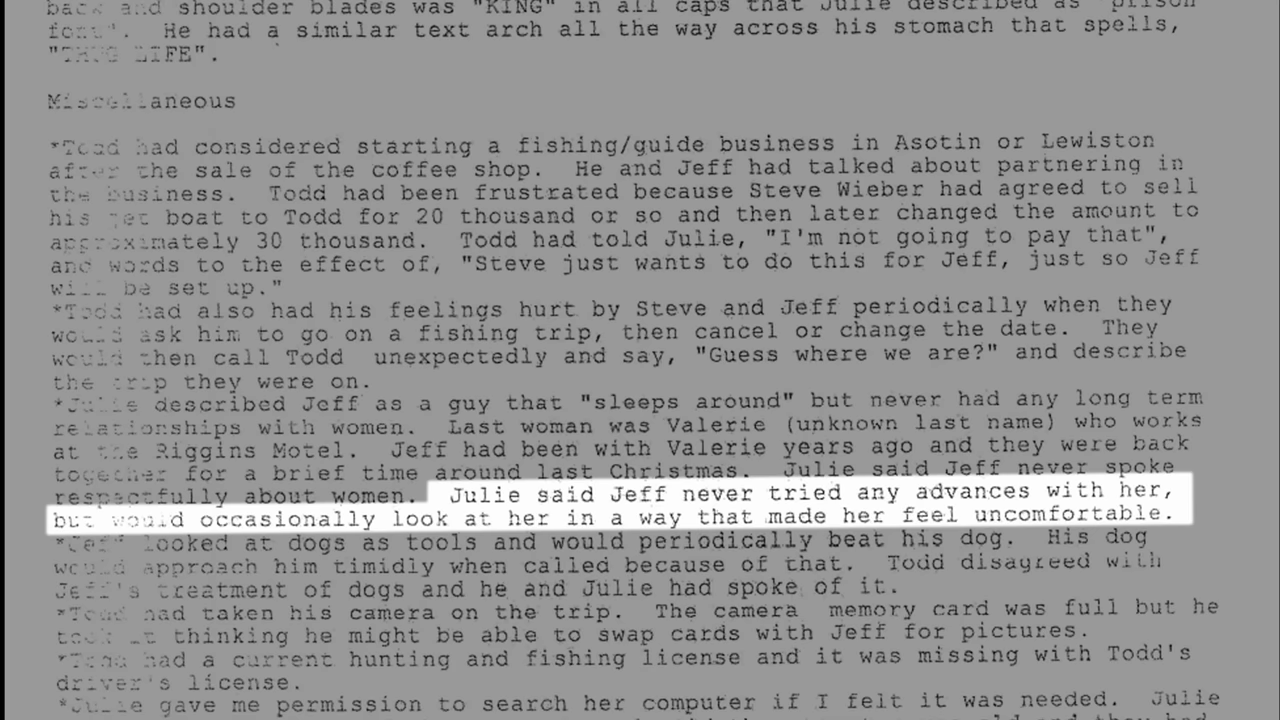 back and shoulder blades was "KING" in all caps that Julie described as "prison
font". He had a similar text arch all the way across his stomach that spells,
"THUG LIFE".
Miscellaneous
*Todd had considered starting a fishing/guide business in Asotin or Lewiston
after the sale of the coffee shop. He and Jeff had talked about partnering in
the business. Todd had been frustrated because Steve Wieber had agreed to sell
his jet boat to Todd for 20 thousand or so and then later changed the amount to
approximately 30 thousand. Todd had told Julie, "I'm not going to pay that",
and words to the effect of, "Steve just wants to do this for Jeff, just so Jeff
will be set up."
*Todd had also had his feelings hurt by Steve and Jeff periodically when they
would ask him to go on a fishing trip, then cancel or change the date. They
would then call Todd unexpectedly and say, "Guess where we are?" and describe
the trip they were on.
*Julie described Jeff as a guy that "sleeps around" but never had any long term
relationships with women. Last woman was Valerie (unknown last name) who works
at the Riggins Motel. Jeff had been with Valerie years ago and they were back
together for a brief time around last Christmas. Julie said Jeff never spoke
respectfully about women. Julie said Jeff never tried any advances with her,
but would occasionally look at her in a way that made her feel uncomfortable.
*Jeff looked at dogs as tools and would periodically beat his dog. His dog
would approach him timidly when called because of that. Todd disagreed with
Jeff's treatment of dogs and he and Julie had spoke of it.
*Todd had taken his camera on the trip. The camera memory card was full but he
took it thinking he might be able to swap cards with Jeff for pictures.
*Todd had a current hunting and fishing license and it was missing with Todd's
driver's license.
*Julie gave me permission to search her computer if I felt it was needed. Julie